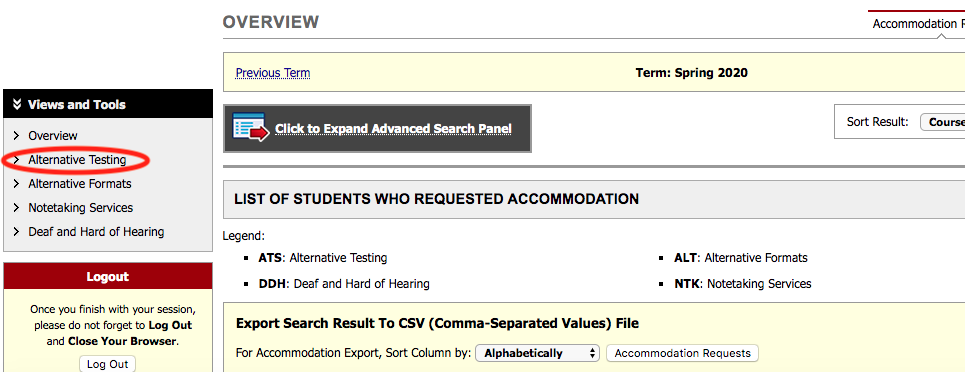 OVERVIEW
Accommodation
Previous Term
Term: Spring 2020
Views and Tools
Overview
Alternative Testing
Alternative Formats
Notetaking Services
Deaf and Hard of Hearing
Logout
Once you finish with your session,
please do not forget to Log Out
and Close Your Browser.
Log Out
Click to Expand Advanced Search Panel
Sort Result: Course
LIST OF STUDENTS WHO REQUESTED ACCOMMODATION
Legend:
ATS: Alternative Testing
ALT: Alternative Formats
DDH: Deaf and Hard of Hearing
NTK: Notetaking Services
Export Search Result To CSV (Comma-Separated Values) File
For Accommodation Export, Sort Column by: Alphabetically Accommodation Requests